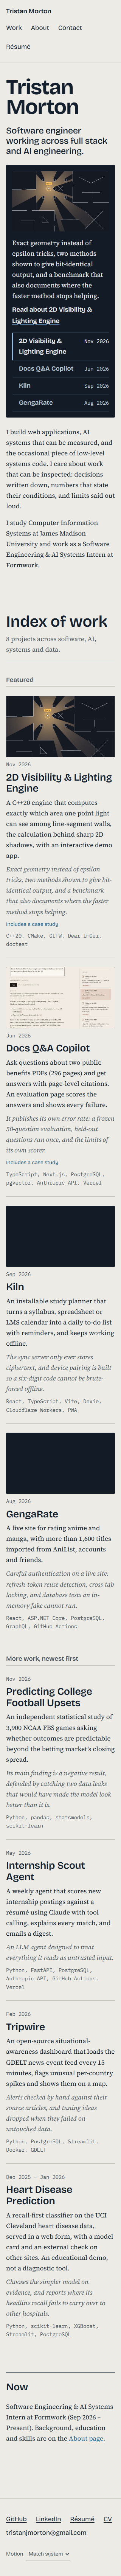 Tristan Morton
Work About Contact
Résumé
Tristan
Morton
Software engineer
working across full stack
and AI engineering.
Exact geometry instead of
epsilon tricks, two methods
shown to give bit-identical
output, and a benchmark that
also documents where the
faster method stops helping.
Read about 2D Visibility &
Lighting Engine
2D Visibility & Nov 2026
Lighting Engine
Docs Q&A Copilot Jun 2026
Kiln Sep 2026
GengaRate Aug 2026
I build web applications, AI
systems that can be measured, and
the occasional piece of low-level
systems code. I care about work
that can be inspected: decisions
written down, numbers that state
their conditions, and limits said out
loud.
I study Computer Information
Systems at James Madison
University and work as a Software
Engineering & AI Systems Intern at
Formwork.
Index of work
8 projects across software, AI,
systems and data.
Featured
Nov 2026
2D Visibility & Lighting
Engine
A C++20 engine that computes
exactly which area one point light
can see among line-segment walls,
the calculation behind sharp 2D
shadows, with an interactive demo
app.
Exact geometry instead of epsilon
tricks, two methods shown to give bit-
identical output, and a benchmark
that also documents where the faster
method stops helping.
Includes a case study
C++20, CMake, GLFW, Dear ImGui,
doctest
Jun 2026
Docs Q&A Copilot
Ask questions about two public
benefits PDFs (296 pages) and get
answers with page-level citations.
An evaluation page scores the
answers and shows every failure.
It publishes its own error rate: a frozen
50-question evaluation, held-out
questions run once, and the limits of
its own scorer.
Includes a case study
TypeScript, Next.js, PostgreSQL,
pgvector, Anthropic API, Vercel
Sep 2026
Kiln
An installable study planner that
turns a syllabus, spreadsheet or
LMS calendar into a daily to-do list
with reminders, and keeps working
offline.
The sync server only ever stores
ciphertext, and device pairing is built
so a six-digit code cannot be brute-
forced offline.
React, TypeScript, Vite, Dexie,
Cloudflare Workers, PWA
Aug 2026
GengaRate
A live site for rating anime and
manga, with more than 1,600 titles
imported from AniList, accounts
and friends.
Careful authentication on a live site:
refresh-token reuse detection, cross-tab
locking, and database tests an in-
memory fake cannot run.
React, ASP.NET Core, PostgreSQL,
GraphQL, GitHub Actions
More work, newest first
Nov 2026
Predicting College
Football Upsets
An independent statistical study of
3,900 NCAA FBS games asking
whether outcomes are predictable
beyond the betting market's closing
spread.
Its main finding is a negative result,
defended by catching two data leaks
that would have made the model look
better than it is.
Python, pandas, statsmodels,
scikit-learn
May 2026
Internship Scout
Agent
A weekly agent that scores new
internship postings against a
résumé using Claude with tool
calling, explains every match, and
emails a digest.
An LLM agent designed to treat
everything it reads as untrusted input.
Python, FastAPI, PostgreSQL,
Anthropic API, GitHub Actions,
Vercel
Feb 2026
Tripwire
An open-source situational-
awareness dashboard that loads the
GDELT news-event feed every 15
minutes, flags unusual per-country
spikes and shows them on a map.
Alerts checked by hand against their
source articles, and tuning ideas
dropped when they failed on
untouched data.
Python, PostgreSQL, Streamlit,
Docker, GDELT
Dec 2025 – Jan 2026
Heart Disease
Prediction
A recall-first classifier on the UCI
Cleveland heart disease data,
served in a web form, with a model
card and an external check on
other sites. An educational demo,
not a diagnostic tool.
Chooses the simpler model on
evidence, and reports where its
headline recall fails to carry over to
other hospitals.
Python, scikit-learn, XGBoost,
Streamlit, PostgreSQL
Now
Software Engineering & AI Systems
Intern at Formwork (Sep 2026 –
Present). Background, education
and skills are on the About page.
GitHub LinkedIn Résumé CV
tristanjmorton@gmail.com
Motion Match system